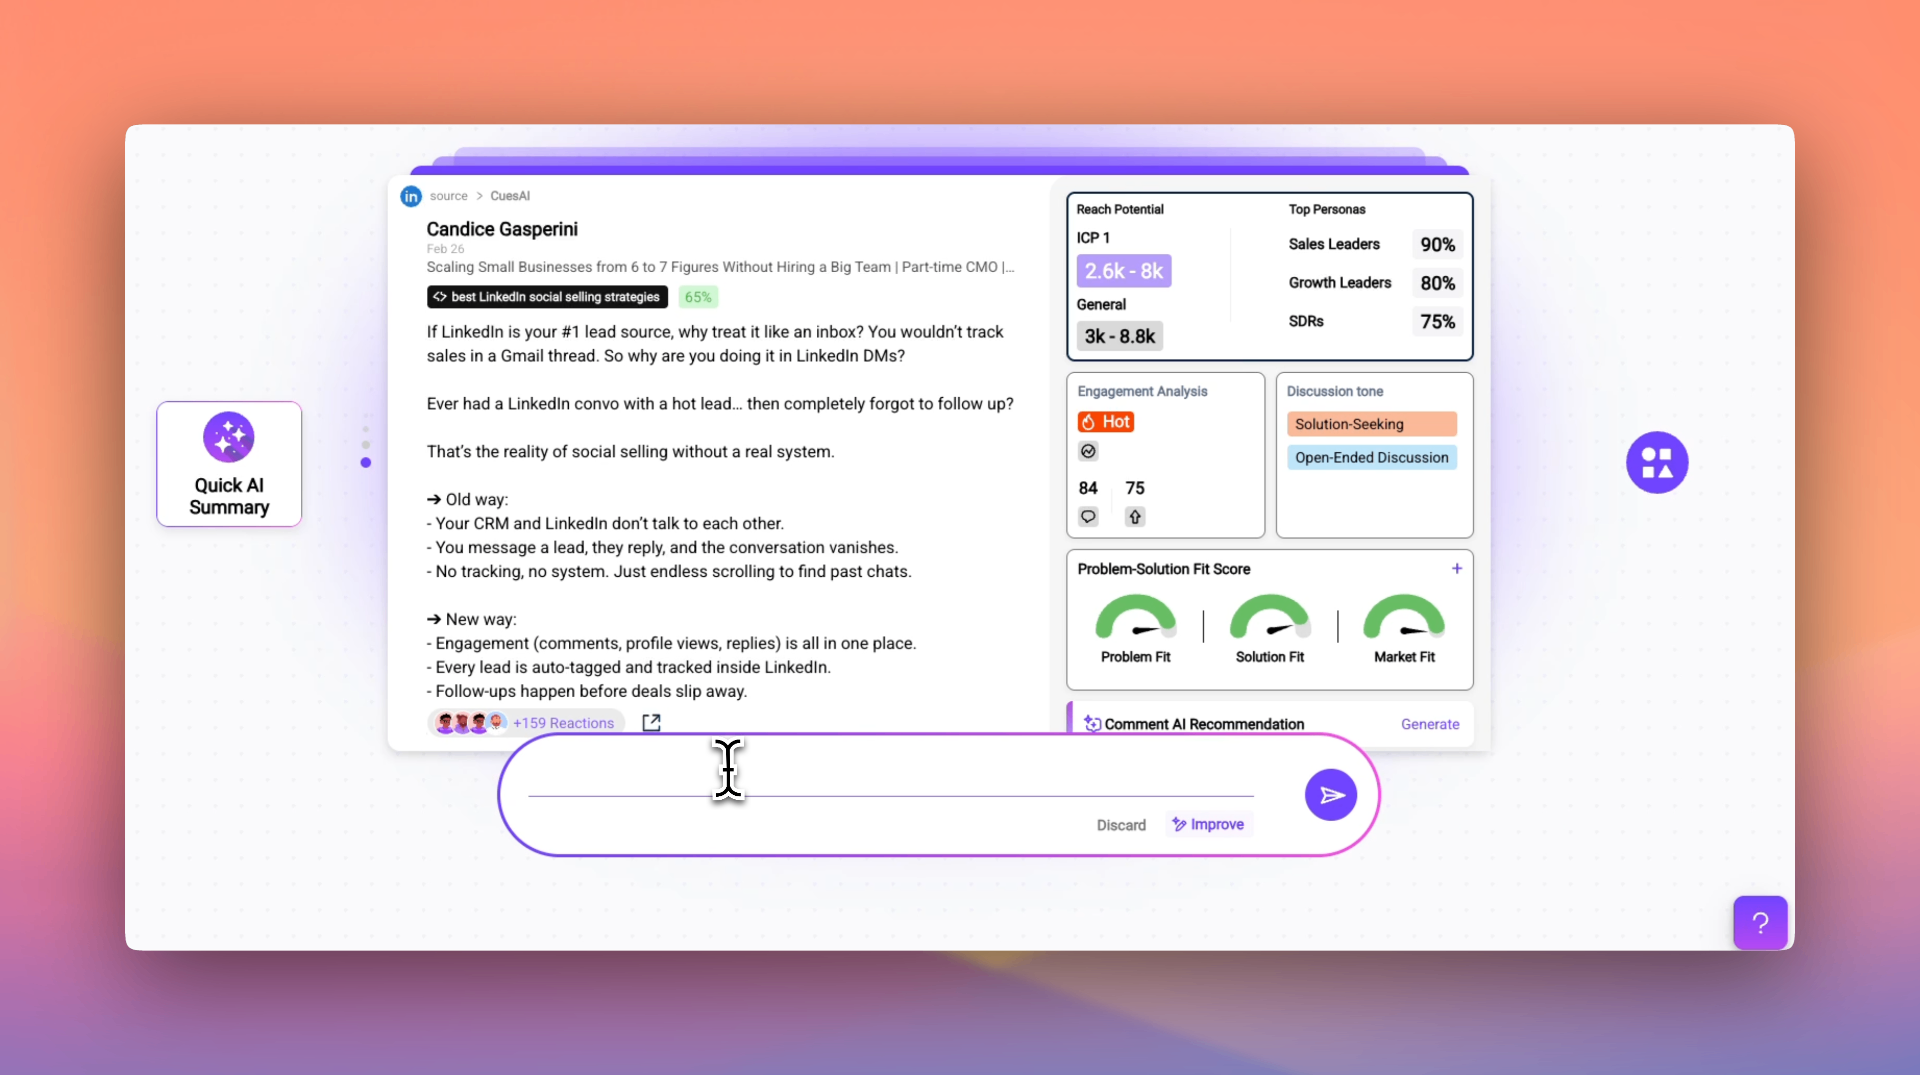 in source > CuesAI
Candice Gasperini
Feb 26
Scaling Small Businesses from 6 to 7 Figures Without Hiring a Big Team | Part-time CMO |...
<> best LinkedIn social selling strategies 65%
If LinkedIn is your #1 lead source, why treat it like an inbox? You wouldn’t track
sales in a Gmail thread. So why are you doing it in LinkedIn DMs?
Ever had a LinkedIn convo with a hot lead… then completely forgot to follow up?
That’s the reality of social selling without a real system.
➔ Old way:
- Your CRM and LinkedIn don’t talk to each other.
- You message a lead, they reply, and the conversation vanishes.
- No tracking, no system. Just endless scrolling to find past chats.
➔ New way:
- Engagement (comments, profile views, replies) is all in one place.
- Every lead is auto-tagged and tracked inside LinkedIn.
- Follow-ups happen before deals slip away.
+159 Reactions
Quick AI
Summary
Reach Potential
ICP 1
2.6k - 8k
General
3k - 8.8k
Top Personas
Sales Leaders 90%
Growth Leaders 80%
SDRs 75%
Engagement Analysis
Hot
84 75
Discussion tone
Solution-Seeking
Open-Ended Discussion
Problem-Solution Fit Score +
Problem Fit Solution Fit Market Fit
Comment AI Recommendation Generate
Discard Improve
?